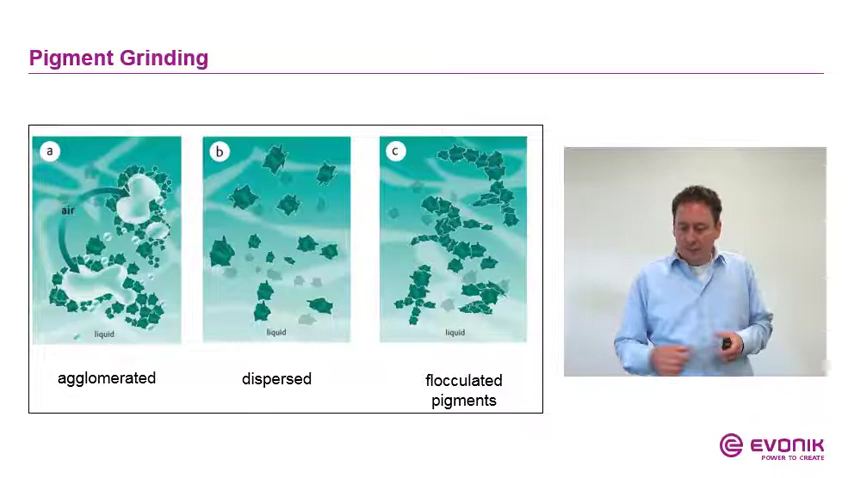 Pigment Grinding
a
air
liquid
b
liquid
c
liquid
agglomerated
dispersed
flocculated
pigments
EVONIK
POWER TO CREATE